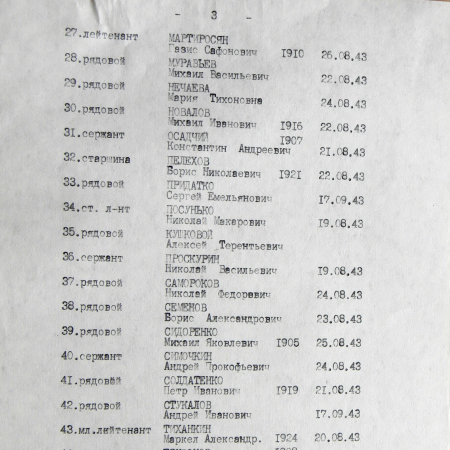 - 3 -
27.лейтенант МАРТИРОСЯН
Газис Сафонович 1910 26.08.43
28.рядовой МУРАВЬЕВ
Михаил Васильевич 22.08.43
29.рядовой НЕЧАЕВА
Мария Тихоновна 24.08.43
30.рядовой НОВАЛОВ
Михаил Иванович 1916 22.08.43
31.сержант ОСАДЧИЙ 1907
Константин Андреевич 21.08.43
32.старшина ПЕЛЕХОВ
Борис Николаевич 1921 22.08.43
33.рядовой ПРИДАТКО
Сергей Емельянович 17.09.43
34.ст. л-нт ПОСУНЬКО
Николай Макарович 19.08.43
35.рядовой КУШКОВОЙ
Алексей Терентьевич
36.сержант ПРОСКУРИН
Николай Васильевич 19.08.43
37.рядовой САМОРОКОВ
Николай Федорович 24.08.43
38.рядовой СЕМЕНОВ
Борис Александрович 23.08.43
39.рядовой СИДОРЕНКО
Михаил Яковлевич 1905 25.08.43
40.сержант СИМОЧКИН
Андрей Прокофьевич 24.08.43
41.рядовой СОЛДАТЕНКО
Петр Иванович 1919 21.08.43
42.рядовой СТУКАЛОВ
Андрей Иванович 17.09.43
43.мл.лейтенант ТИХАНКИН
Маркел Александр. 1924 20.08.43